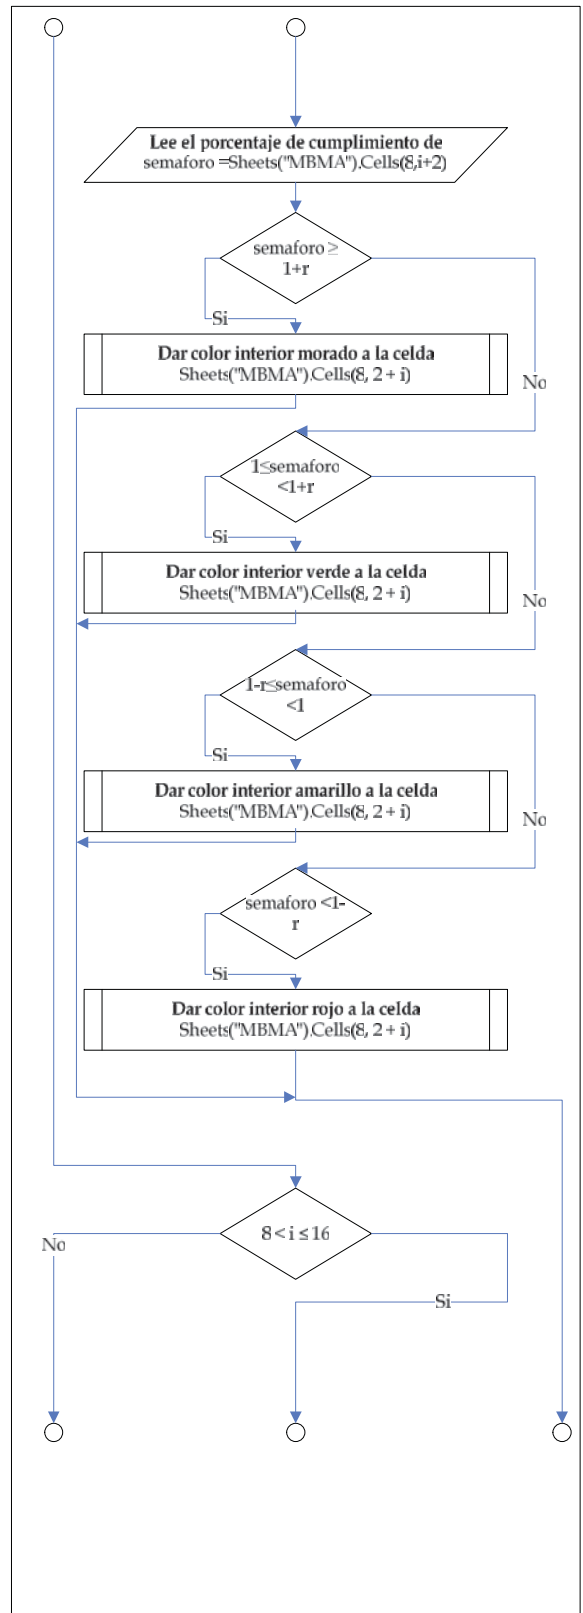 Lee el porcentaje de cumplimiento de
semaforo =Sheets("MBMA").Cells(8,i+2)
semaforo ≥
1+r
Si
Dar color interior morado a la celda
Sheets("MBMA").Cells(8, 2 + i)
No
1≤semaforo
<1+r
Si
Dar color interior verde a la celda
Sheets("MBMA").Cells(8, 2 + i)
No
1-r≤semaforo
<1
Si
Dar color interior amarillo a la celda
Sheets("MBMA").Cells(8, 2 + i)
No
semaforo <1-
r
Si
Dar color interior rojo a la celda
Sheets("MBMA").Cells(8, 2 + i)
8 < i ≤ 16
No
Si